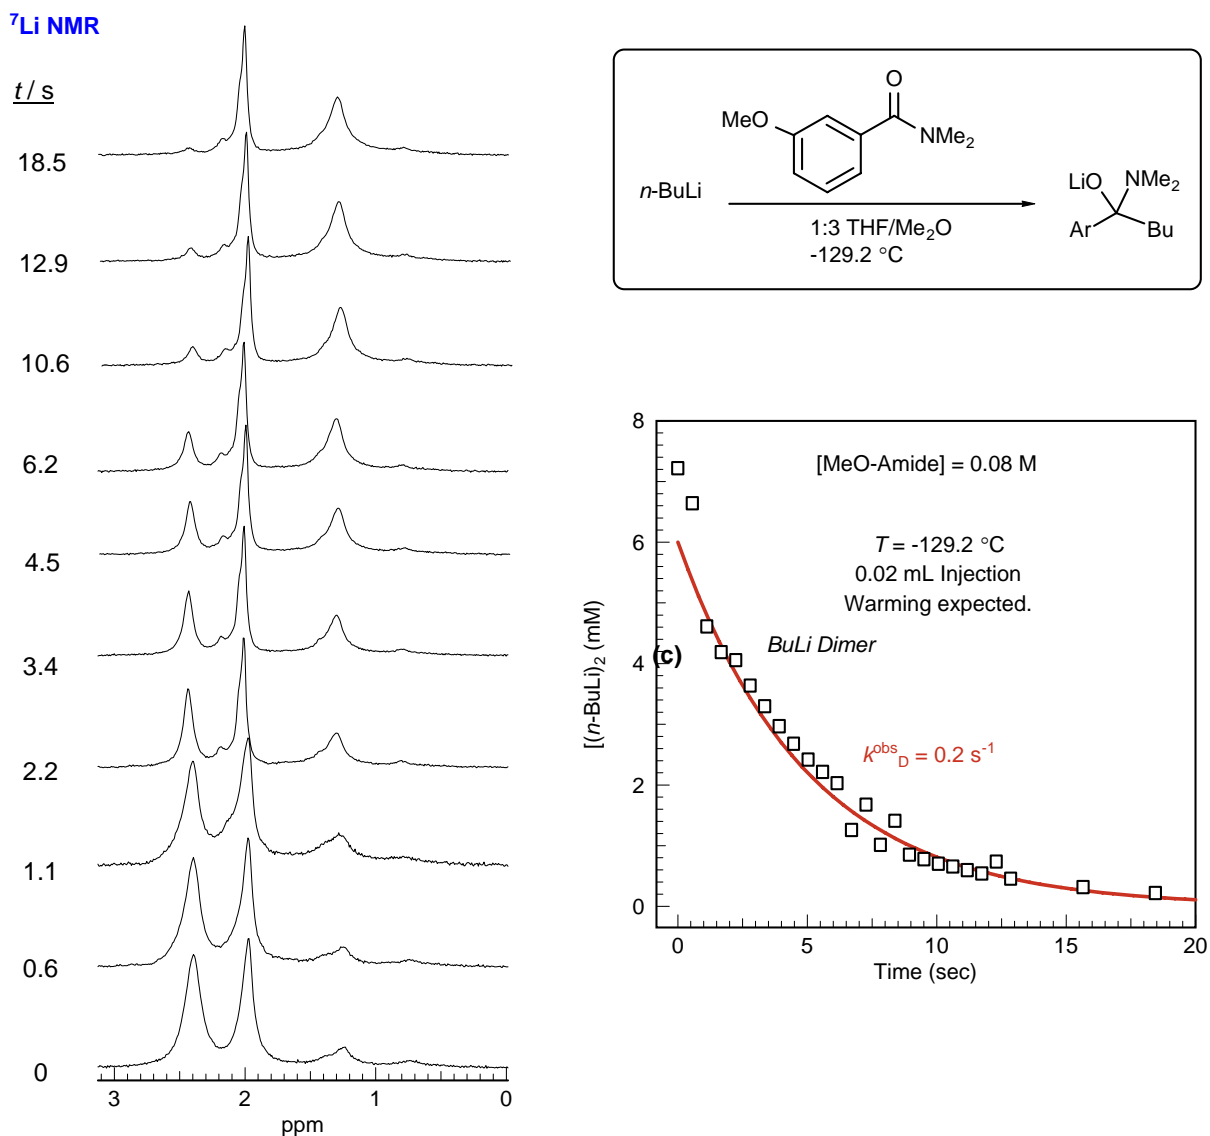 7Li NMR
t / s
18.5
12.9
10.6
6.2
4.5
3.4
2.2
1.1
0.6
0
3 2 1 0
ppm
O
MeO
NMe2
n-BuLi
1:3 THF/Me2O
-129.2 °C
LiO NMe2
Ar Bu
8
6
4
2
0
[(n-BuLi)2 (mM)
[MeO-Amide] = 0.08 M
T = -129.2 °C
0.02 mL Injection
Warming expected.
(c)
BuLi Dimer
k^obs_D = 0.2 s^-1
0 5 10 15 20
Time (sec)